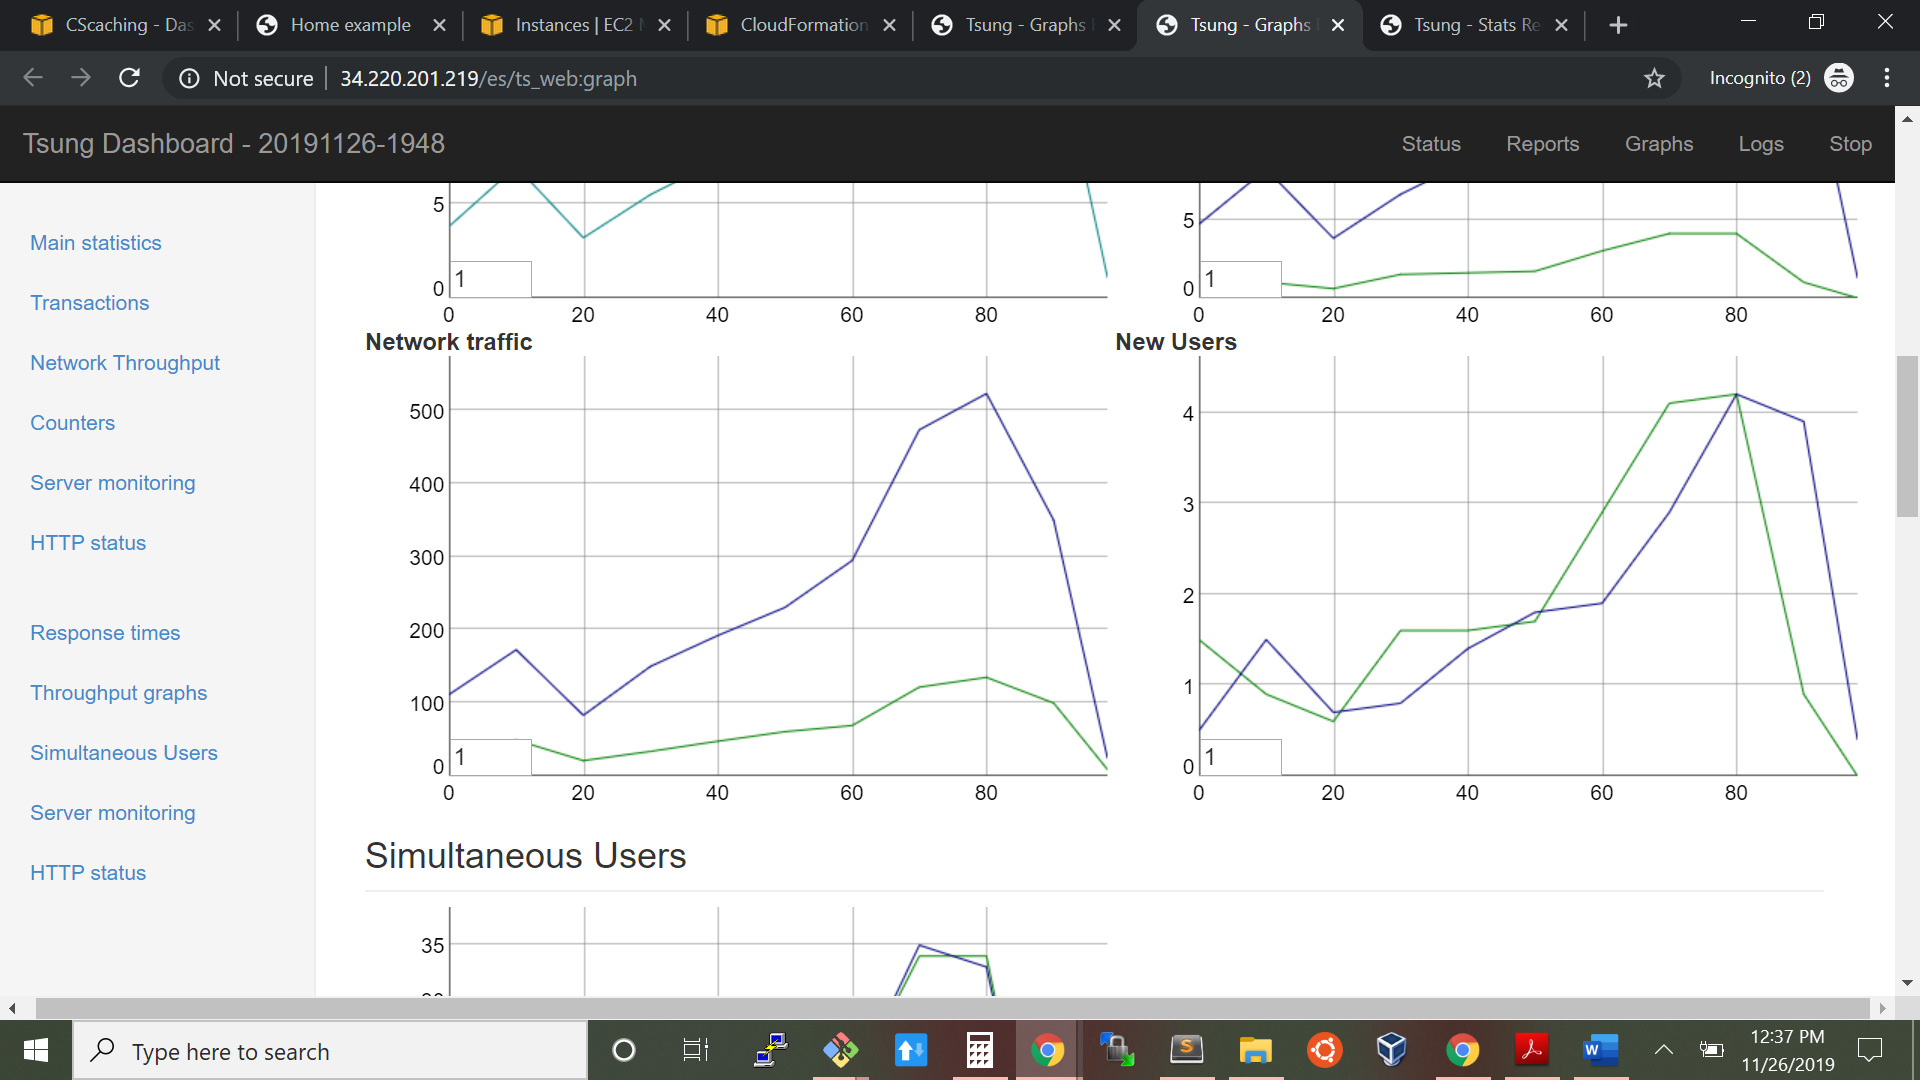 CScaching - Das
Home example
Instances | EC2 M
CloudFormation
Tsung - Graphs
Tsung - Graphs
Tsung - Stats Re
Not secure
34.220.201.219/es/ts_web:graph
Incognito (2)
Tsung Dashboard - 20191126-1948
Status
Reports
Graphs
Logs
Stop
Main statistics
Transactions
Network Throughput
Counters
Server monitoring
HTTP status
Response times
Throughput graphs
Simultaneous Users
Server monitoring
HTTP status
5
0
1
0 20 40 60 80
5
0
1
0 20 40 60 80
Network traffic
500
400
300
200
100
0
1
0 20 40 60 80
New Users
4
3
2
1
0
1
0 20 40 60 80
Simultaneous Users
35
Type here to search
12:37 PM
11/26/2019